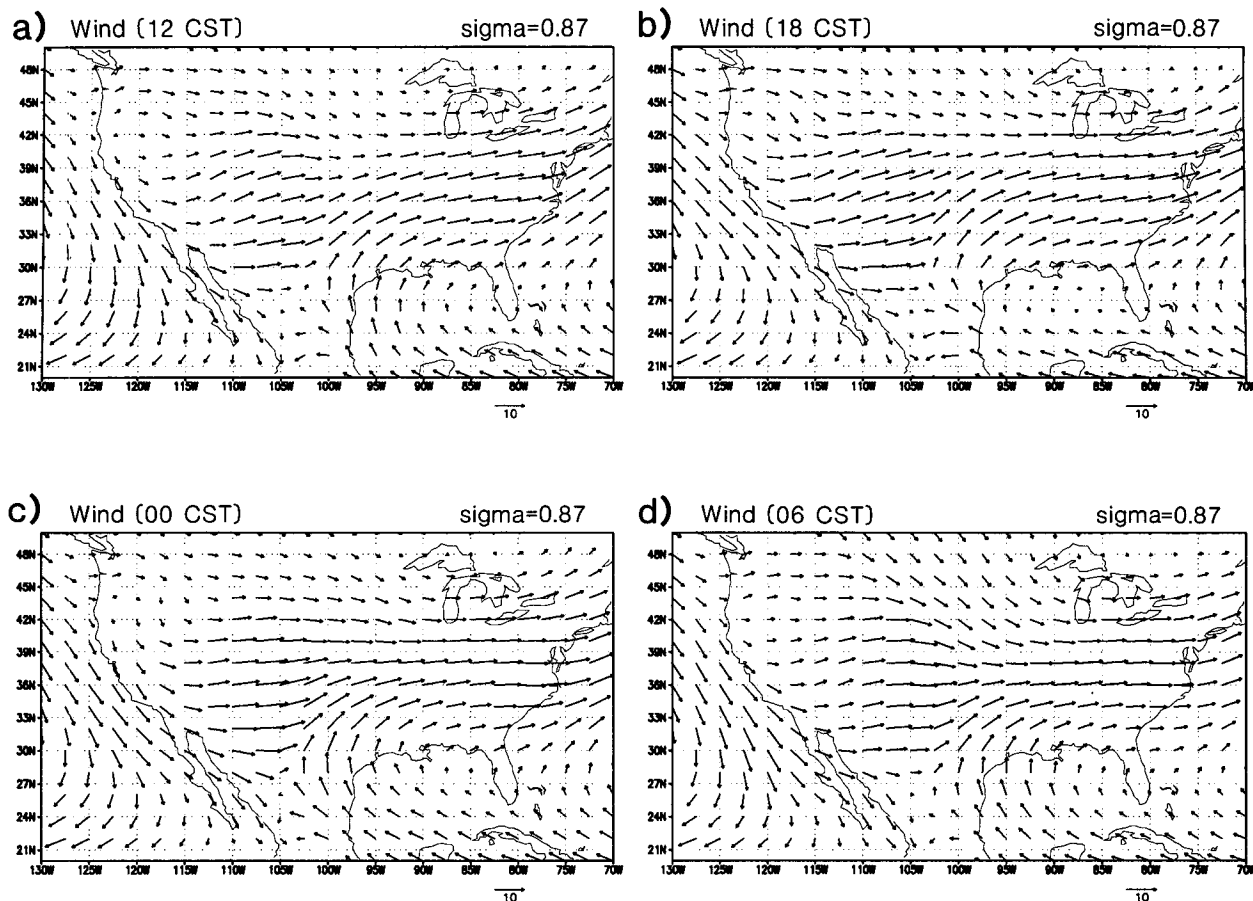 a) Wind (12 CST) sigma=0.87
48N
45N
42N
39N
36N
33N
30N
27N
24N
21N
130W 125W 120W 115W 110W 105W 100W 95W 90W 85W 80W 75W 70W
10
b) Wind (18 CST) sigma=0.87
48N
45N
42N
39N
36N
33N
30N
27N
24N
21N
130W 125W 120W 115W 110W 105W 100W 95W 90W 85W 80W 75W 70W
10
c) Wind (00 CST) sigma=0.87
48N
45N
42N
39N
36N
33N
30N
27N
24N
21N
130W 125W 120W 115W 110W 105W 100W 95W 90W 85W 80W 75W 70W
10
d) Wind (06 CST) sigma=0.87
48N
45N
42N
39N
36N
33N
30N
27N
24N
21N
130W 125W 120W 115W 110W 105W 100W 95W 90W 85W 80W 75W 70W
10